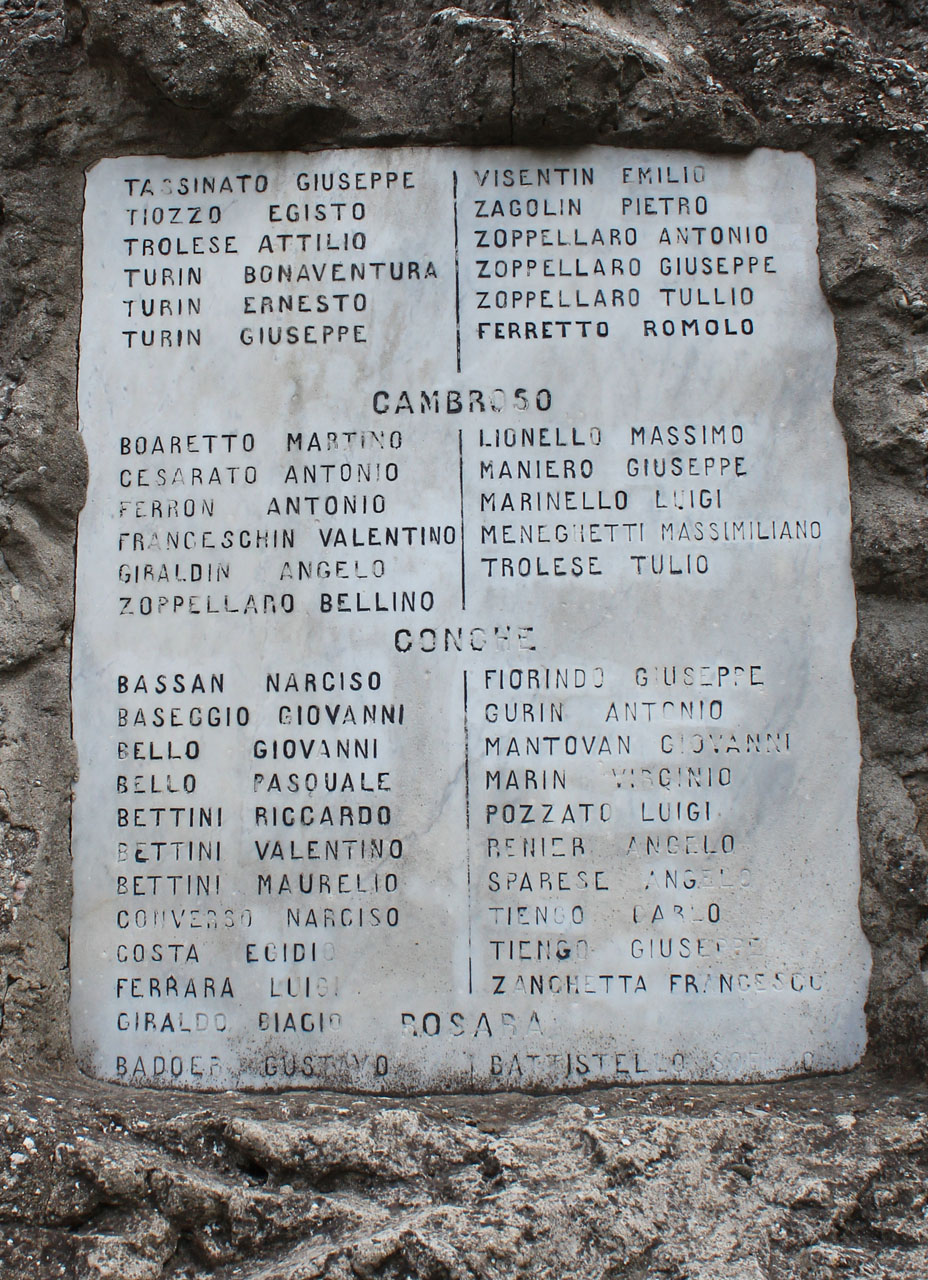 TASSINATO GIUSEPPE
TIOZZO EGISTO
TROLESE ATTILIO
TURIN BONAVENTURA
TURIN ERNESTO
TURIN GIUSEPPE
VISENTIN EMILIO
ZAGOLIN PIETRO
ZOPPELLARO ANTONIO
ZOPPELLARO GIUSEPPE
ZOPPELLARO TULLIO
FERRETTO ROMOLO
CAMBROSO
BOARETTO MARTINO
CESARATO ANTONIO
FERRON ANTONIO
FRANCESCHIN VALENTINO
GIRALDIN ANGELO
ZOPPELLARO BELLINO
LIONELLO MASSIMO
MANIERO GIUSEPPE
MARINELLO LUIGI
MENEGHETTI MASSIMILIANO
TROLESE TULIO
CONCHE
BASSAN NARCISO
BASEGGIO GIOVANNI
BELLO GIOVANNI
BELLO PASQUALE
BETTINI RICCARDO
BETTINI VALENTINO
BETTINI MAURELIO
CONVERSO NARCISO
COSTA EGIDIO
FERRARA LUIGI
GIRALDO BIAGIO
FIORINDO GIUSEPPE
GURIN ANTONIO
MANTOVAN GIOVANNI
MARIN VIRGINIO
POZZATO LUIGI
RENIER ANGELO
SPARESE ANGELO
TIENGO CARLO
TIENGO GIUSEPPE
ZANCHETTA FRANCESCO
ROSARA
BADOER GUSTAVO
BATTISTELLO